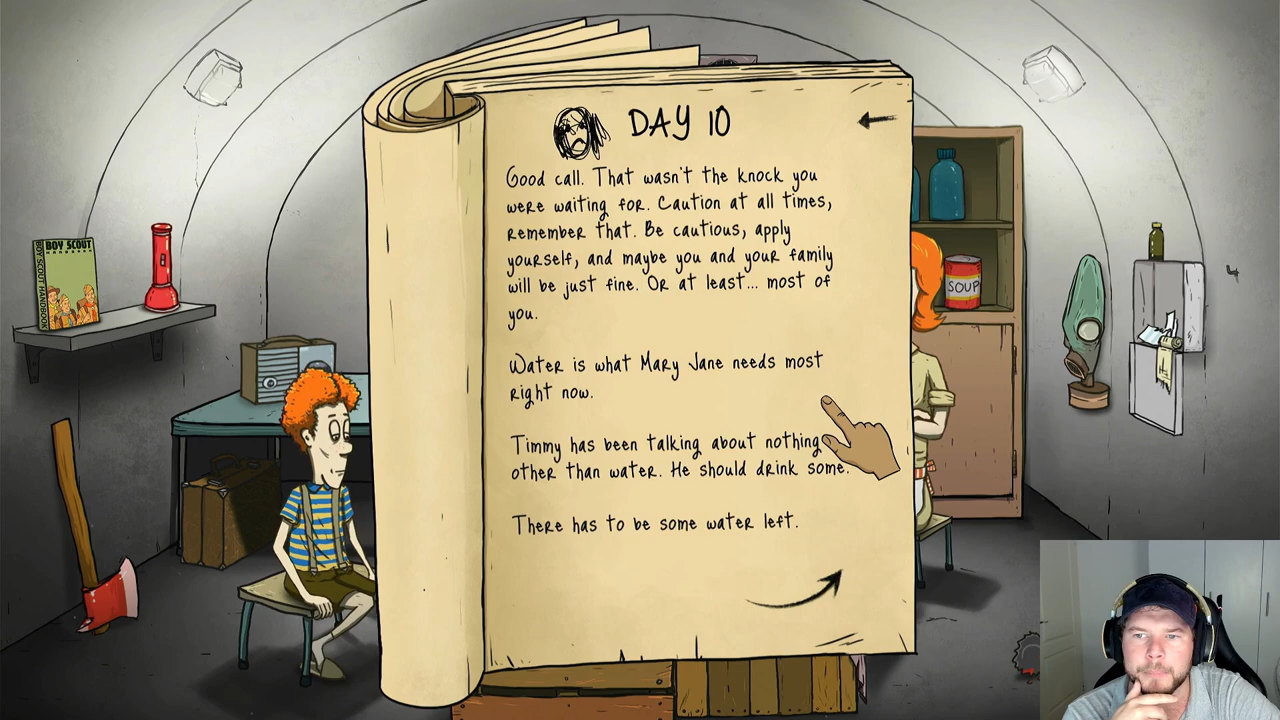 DAY 10
Good call. That wasn't the knock you
were waiting for. Caution at all times,
remember that. Be cautious, apply
yourself, and maybe you and your family
will be just fine. Or at least... most of
you.
Water is what Mary Jane needs most
right now.
Timmy has been talking about nothing
other than water. He should drink some.
There has to be some water left.
BOY SCOUT
HANDBOOK
BOY SCOUT HANDBOOK
SOUP